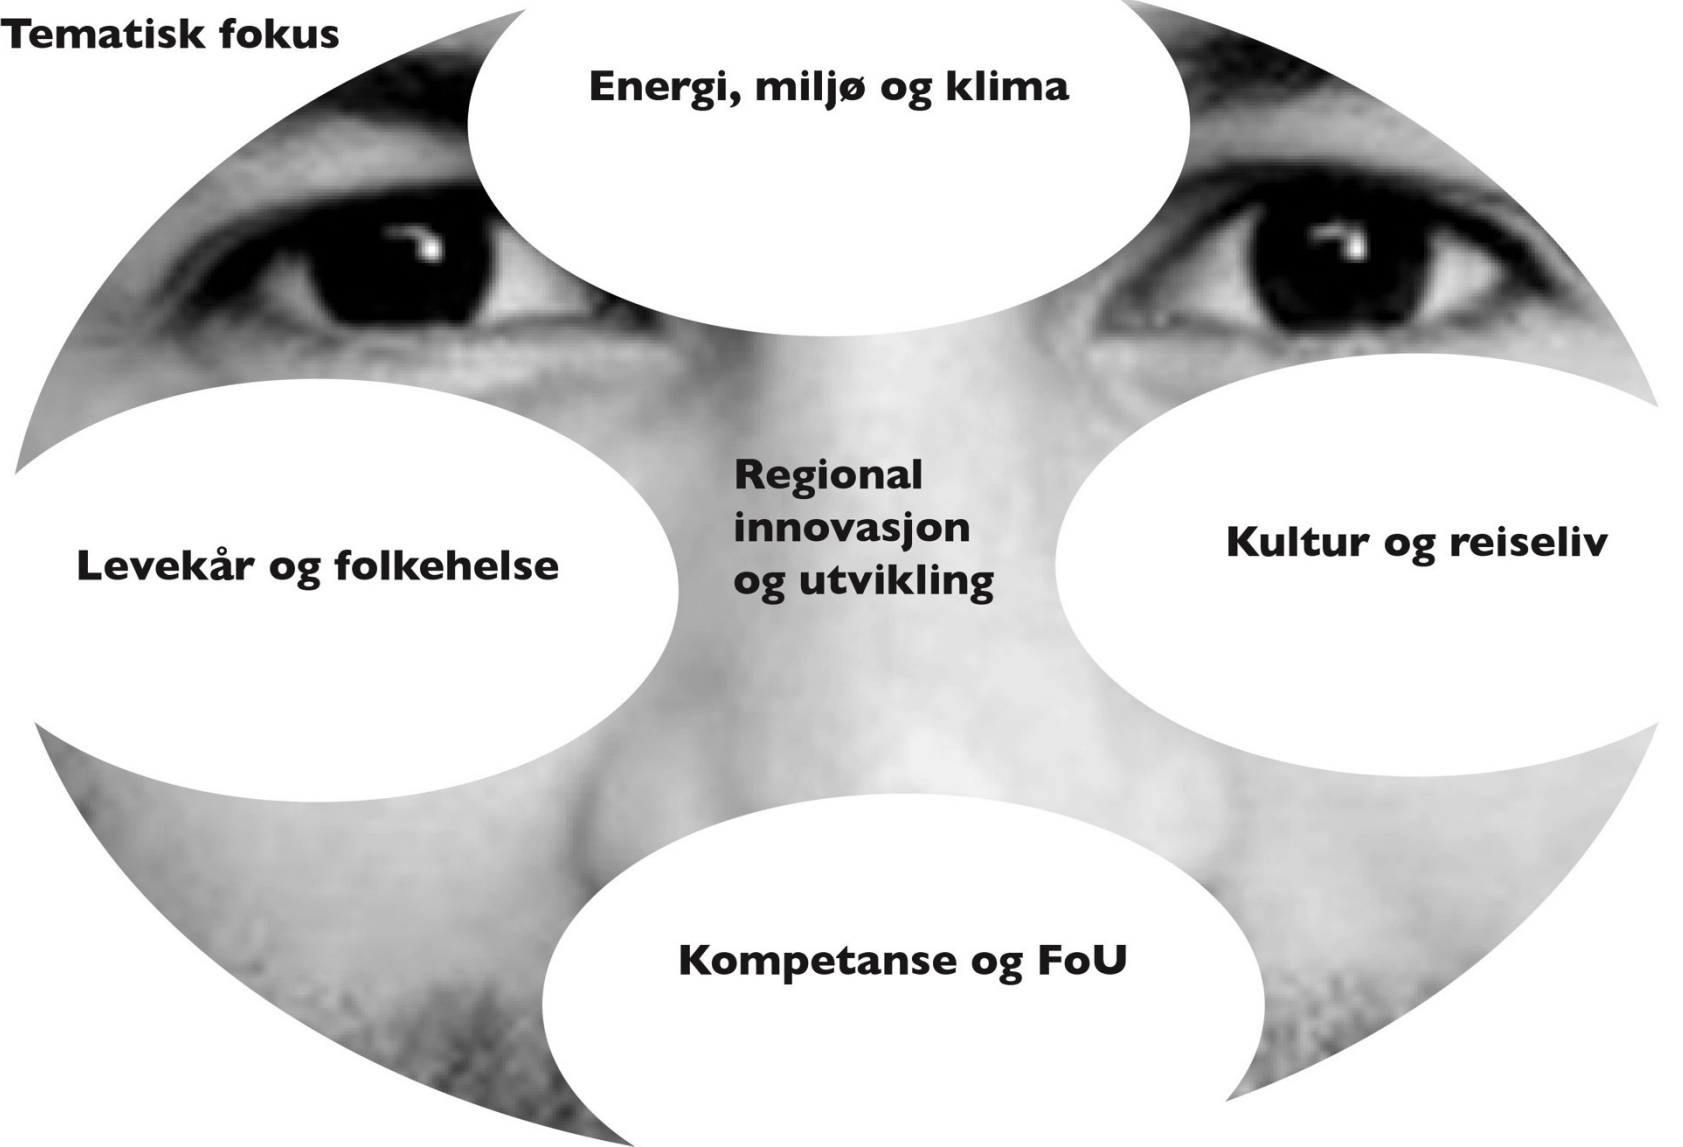 Tematisk fokus
Energi, miljø og klima
Regional
innovasjon
og utvikling
Levekår og folkehelse
Kultur og reiseliv
Kompetanse og FoU